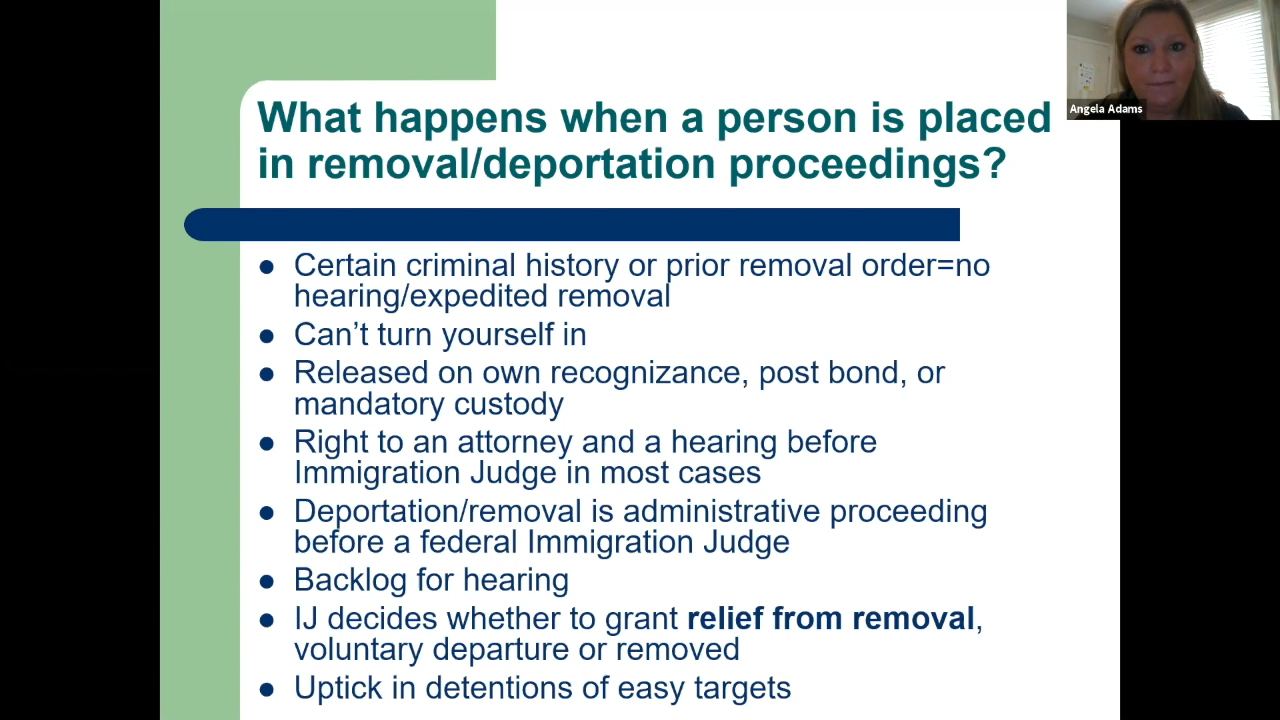 What happens when a person is placed
in removal/deportation proceedings?
Angela Adams
● Certain criminal history or prior removal order=no
hearing/expedited removal
● Can’t turn yourself in
● Released on own recognizance, post bond, or
mandatory custody
● Right to an attorney and a hearing before
Immigration Judge in most cases
● Deportation/removal is administrative proceeding
before a federal Immigration Judge
● Backlog for hearing
● IJ decides whether to grant relief from removal,
voluntary departure or removed
● Uptick in detentions of easy targets